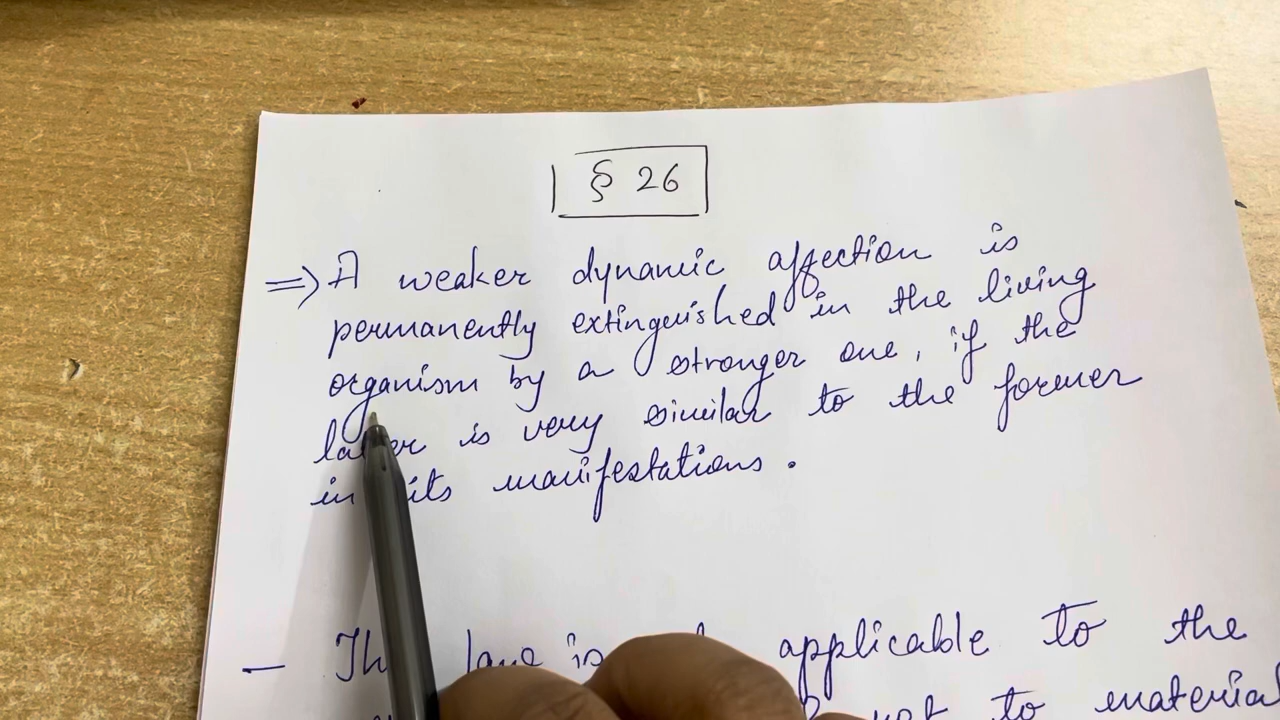 § 26
⇒ A weaker dynamic affection is
permanently extinguished in the living
organism by a stronger one, if the
latter is very similar to the former
in its manifestations.
– applicable to the
not to material